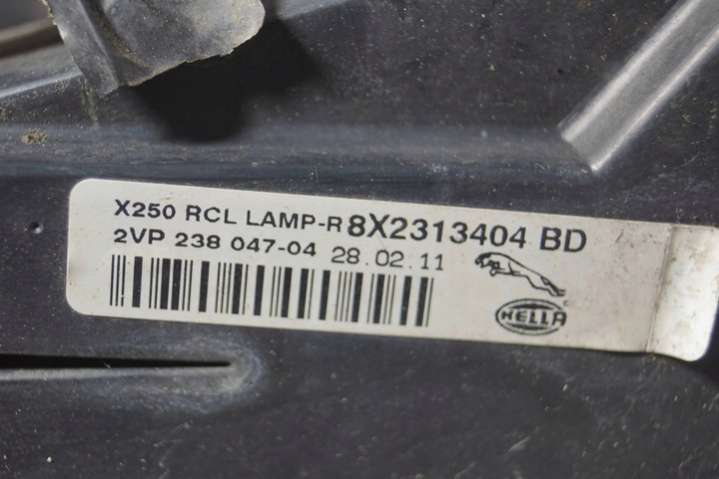 X250 RCL LAMP-R 8X2313404 BD
2VP 238 047-04 28.02.11
HELLA